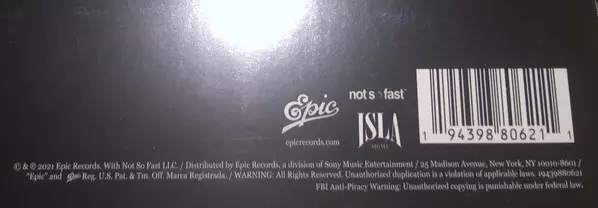 Epic
epicrecords.com
not so fast
ISLA
MGMT
1 94398 80621
© & ℗ 2021 Epic Records. With Not So Fast LLC. / Distributed by Epic Records, a division of Sony Music Entertainment / 25 Madison Avenue, New York, NY 10010-8601 /
"Epic" and Epic Reg. U.S. Pat. & Tm. Off. Marca Registrada. / WARNING: All Rights Reserved. Unauthorized duplication is a violation of applicable laws. 19439880621
FBI Anti-Piracy Warning: Unauthorized copying is punishable under federal law.